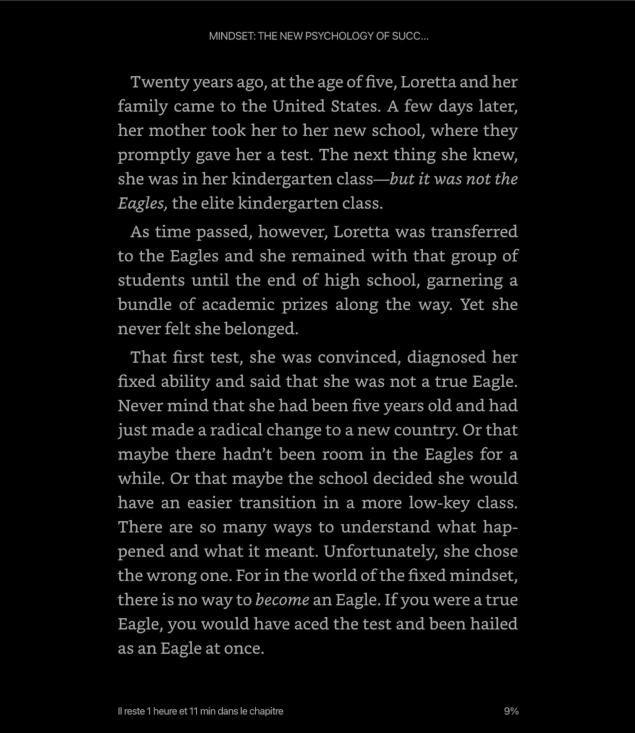 MINDSET: THE NEW PSYCHOLOGY OF SUCC...
Twenty years ago, at the age of five, Loretta and her
family came to the United States. A few days later,
her mother took her to her new school, where they
promptly gave her a test. The next thing she knew,
she was in her kindergarten class—but it was not the
Eagles, the elite kindergarten class.
As time passed, however, Loretta was transferred
to the Eagles and she remained with that group of
students until the end of high school, garnering a
bundle of academic prizes along the way. Yet she
never felt she belonged.
That first test, she was convinced, diagnosed her
fixed ability and said that she was not a true Eagle.
Never mind that she had been five years old and had
just made a radical change to a new country. Or that
maybe there hadn’t been room in the Eagles for a
while. Or that maybe the school decided she would
have an easier transition in a more low-key class.
There are so many ways to understand what hap-
pened and what it meant. Unfortunately, she chose
the wrong one. For in the world of the fixed mindset,
there is no way to become an Eagle. If you were a true
Eagle, you would have aced the test and been hailed
as an Eagle at once.
Il reste 1 heure et 11 min dans le chapitre
9%